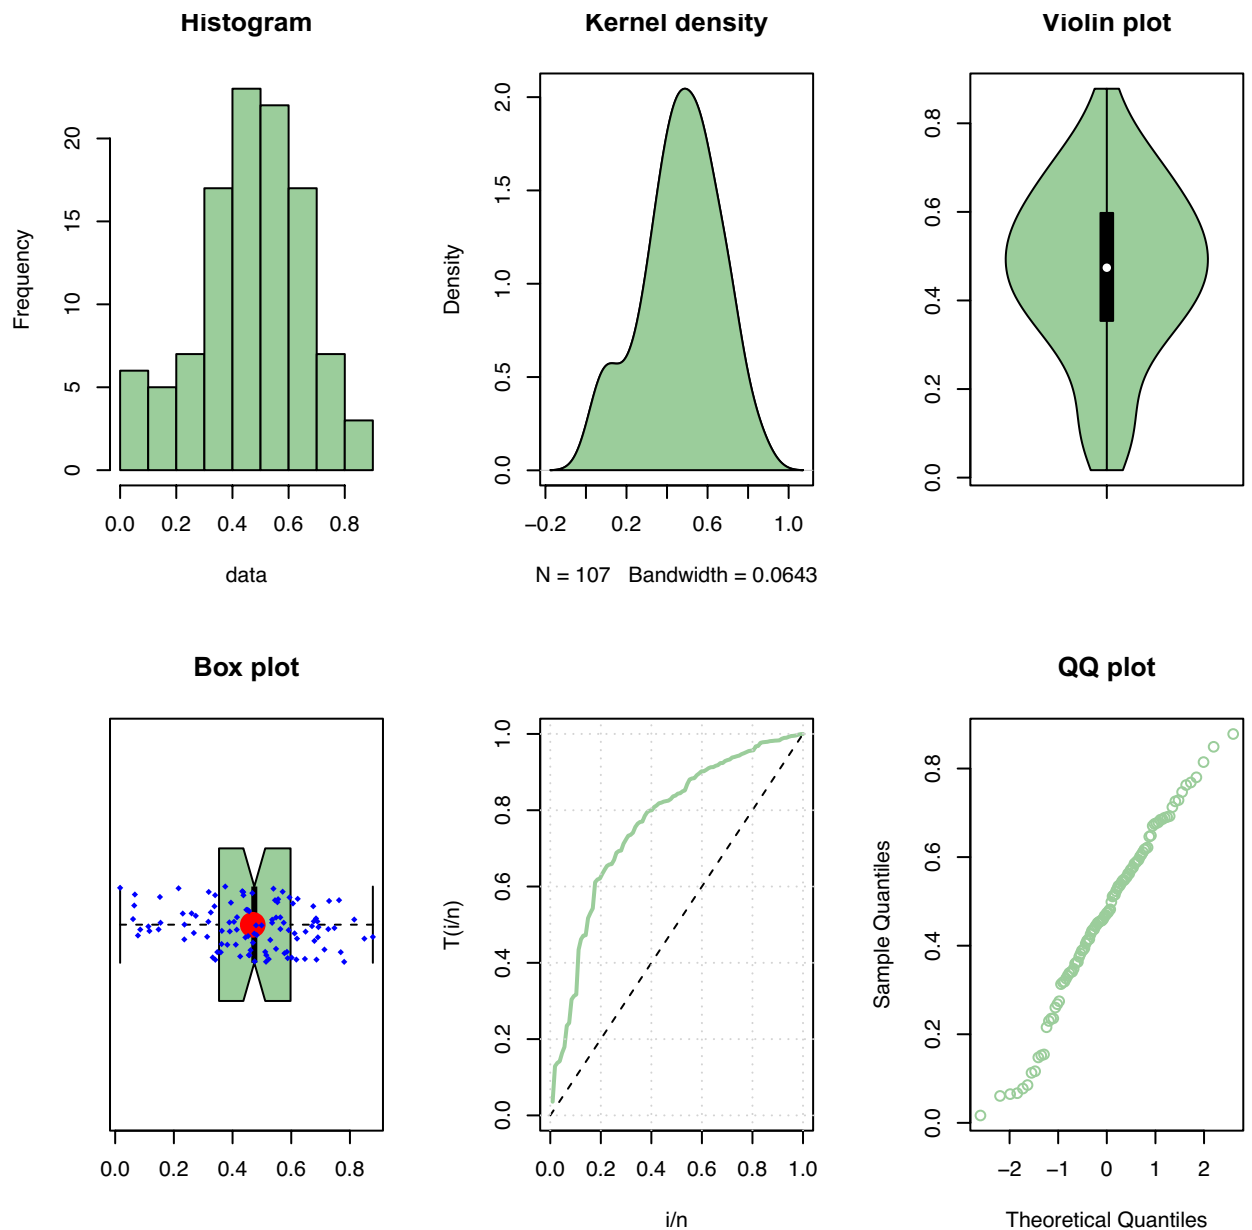 Histogram
Frequency
20
15
10
5
0
0.0 0.2 0.4 0.6 0.8
data
Kernel density
Density
2.0
1.5
1.0
0.5
0.0
−0.2 0.2 0.6 1.0
N = 107 Bandwidth = 0.0643
Violin plot
0.8
0.6
0.4
0.2
0.0
Box plot
0.0 0.2 0.4 0.6 0.8
T(i/n)
1.0
0.8
0.6
0.4
0.2
0.0
0.0 0.2 0.4 0.6 0.8 1.0
i/n
QQ plot
Sample Quantiles
0.8
0.6
0.4
0.2
0.0
−2 −1 0 1 2
Theoretical Quantiles